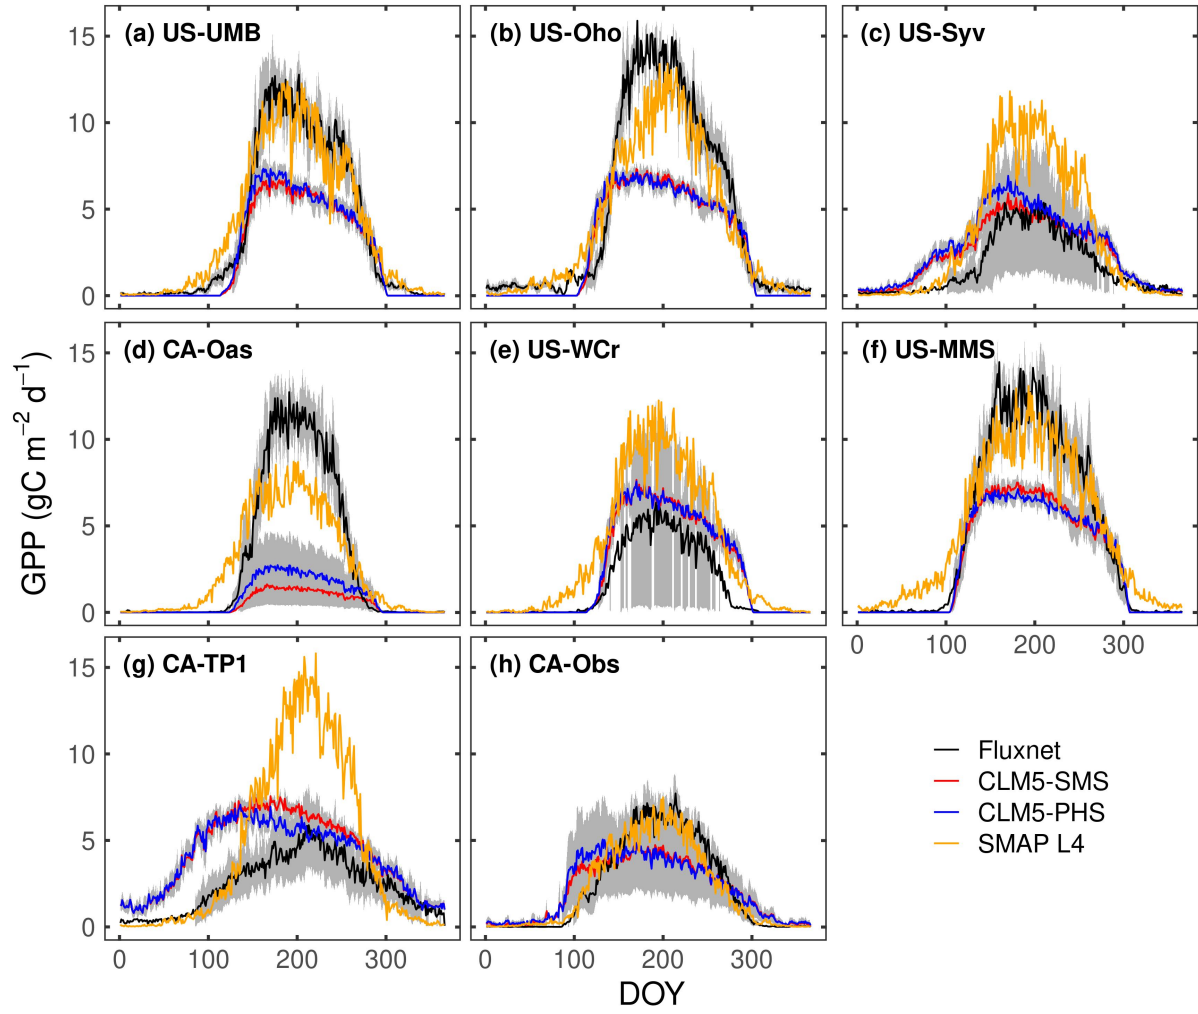 (a) US-UMB
(b) US-Oho
(c) US-Syv
15
10
5
0
(d) CA-Oas
(e) US-WCr
(f) US-MMS
15
10
5
0
0 100 200 300
(g) CA-TP1
(h) CA-Obs
15
10
5
0
0 100 200 300
0 100 200 300
GPP (gC m⁻² d⁻¹)
DOY
Fluxnet
CLM5-SMS
CLM5-PHS
SMAP L4